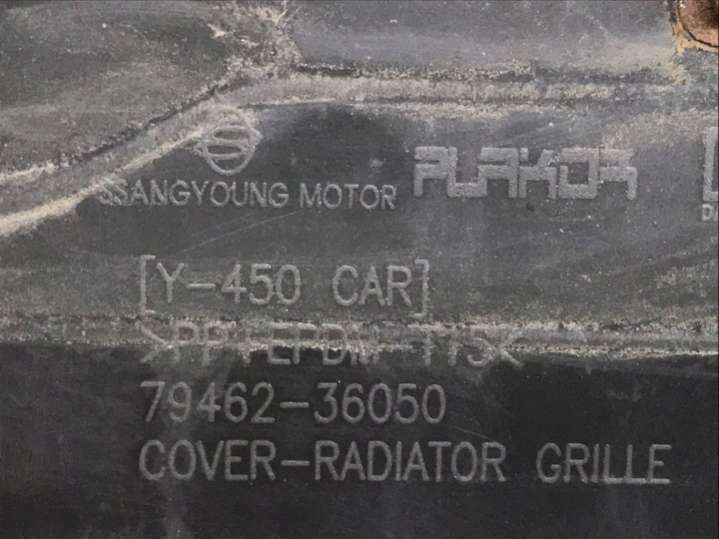 SSANGYOUNG MOTOR PLAKOR
[Y-450 CAR]
>PP+EPDM-T15<
79462-36050
COVER-RADIATOR GRILLE